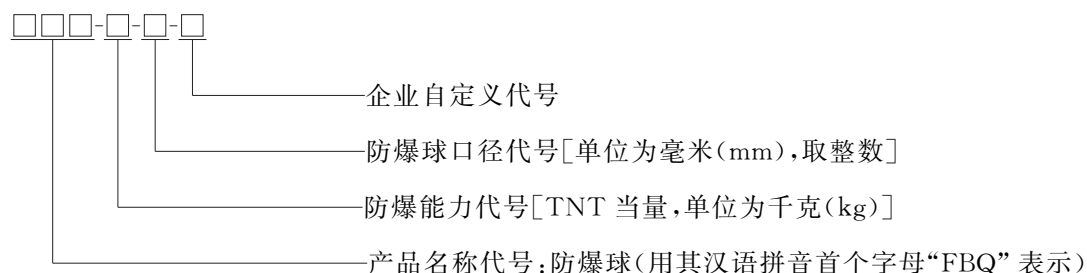 □□□-□-□-□
企业自定义代号
防爆球口径代号[单位为毫米(mm),取整数]
防爆能力代号[TNT 当量,单位为千克(kg)]
产品名称代号:防爆球(用其汉语拼音首个字母“FBQ”表示)